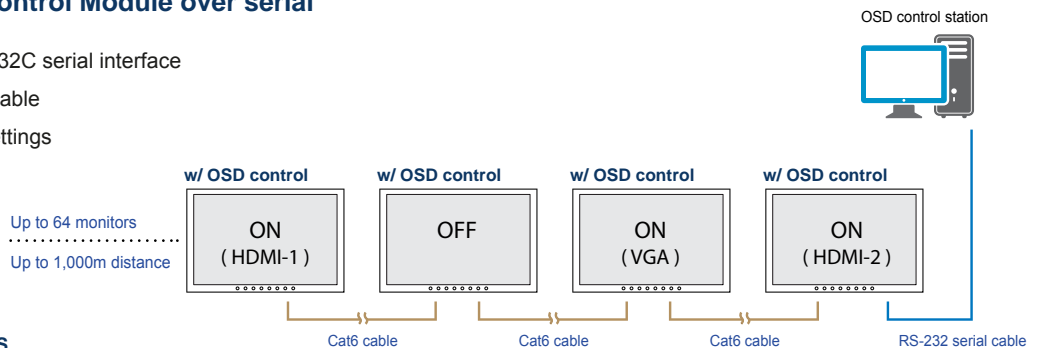 ontrol Module over serial
32C serial interface
able
ttings
OSD control station
w/ OSD control w/ OSD control w/ OSD control w/ OSD control
Up to 64 monitors
Up to 1,000m distance
ON
( HDMI-1 )
OFF
ON
( VGA )
ON
( HDMI-2 )
Cat6 cable Cat6 cable Cat6 cable RS-232 serial cable